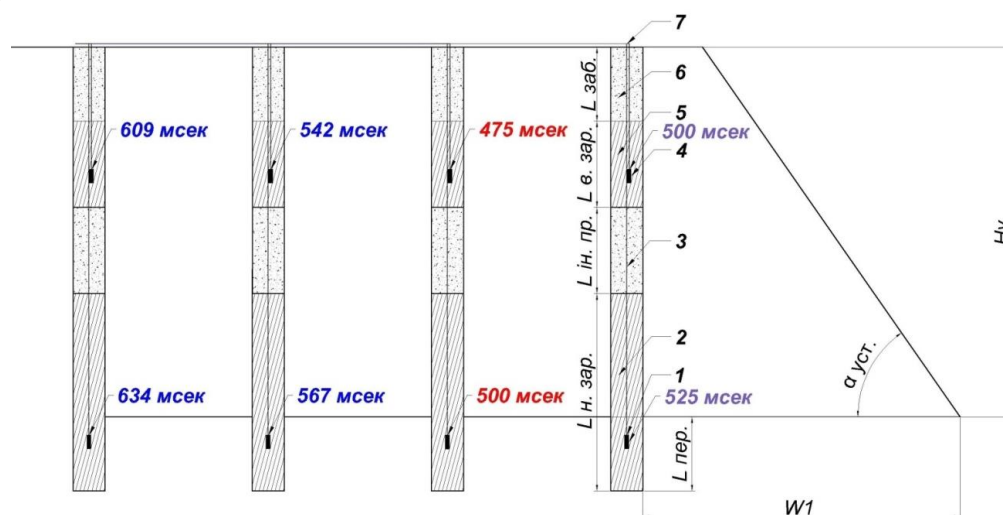 7
6
5
609 мсек
542 мсек
475 мсек
500 мсек
4
3
2
1
634 мсек
567 мсек
500 мсек
525 мсек
L заб.
L в. зар.
L ін. пр.
L н. зар.
L пер.
α уст.
Ну
W1